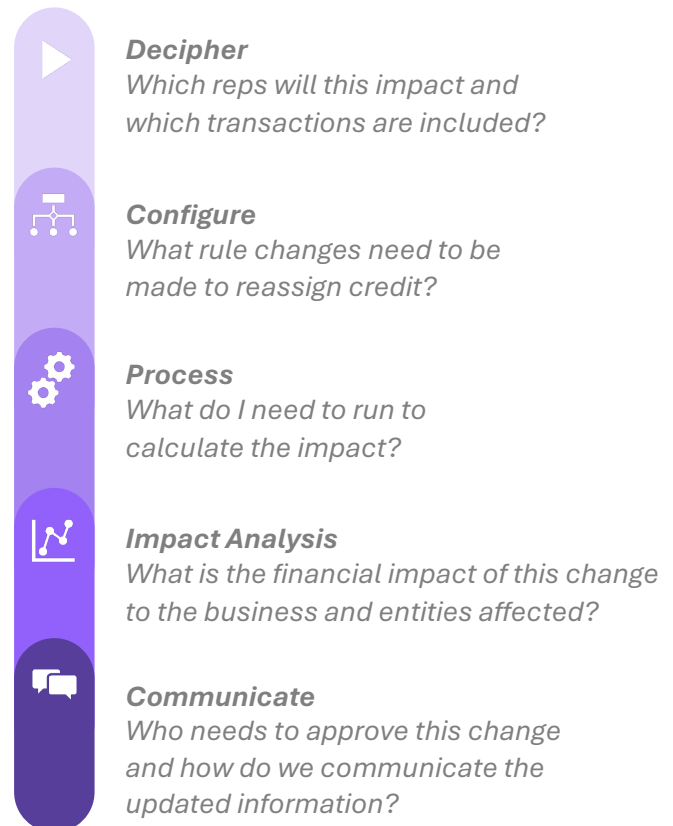 Decipher
Which reps will this impact and
which transactions are included?
Configure
What rule changes need to be
made to reassign credit?
Process
What do I need to run to
calculate the impact?
Impact Analysis
What is the financial impact of this change
to the business and entities affected?
Communicate
Who needs to approve this change
and how do we communicate the
updated information?